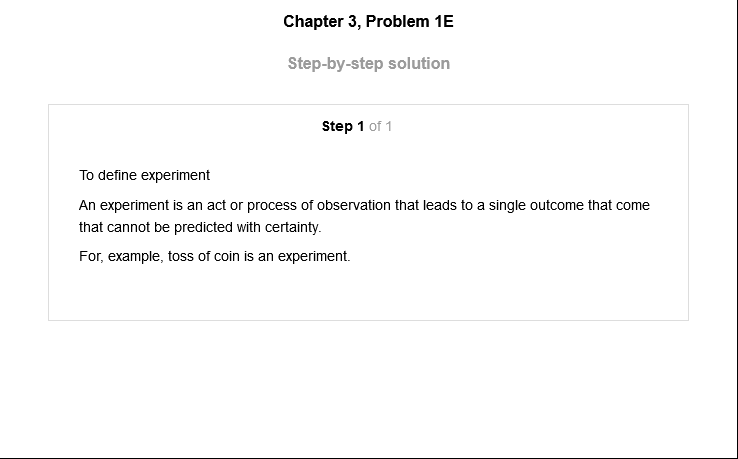 Chapter 3, Problem 1E
Step-by-step solution
Step 1 of 1
To define experiment
An experiment is an act or process of observation that leads to a single outcome that come
that cannot be predicted with certainty.
For, example, toss of coin is an experiment.